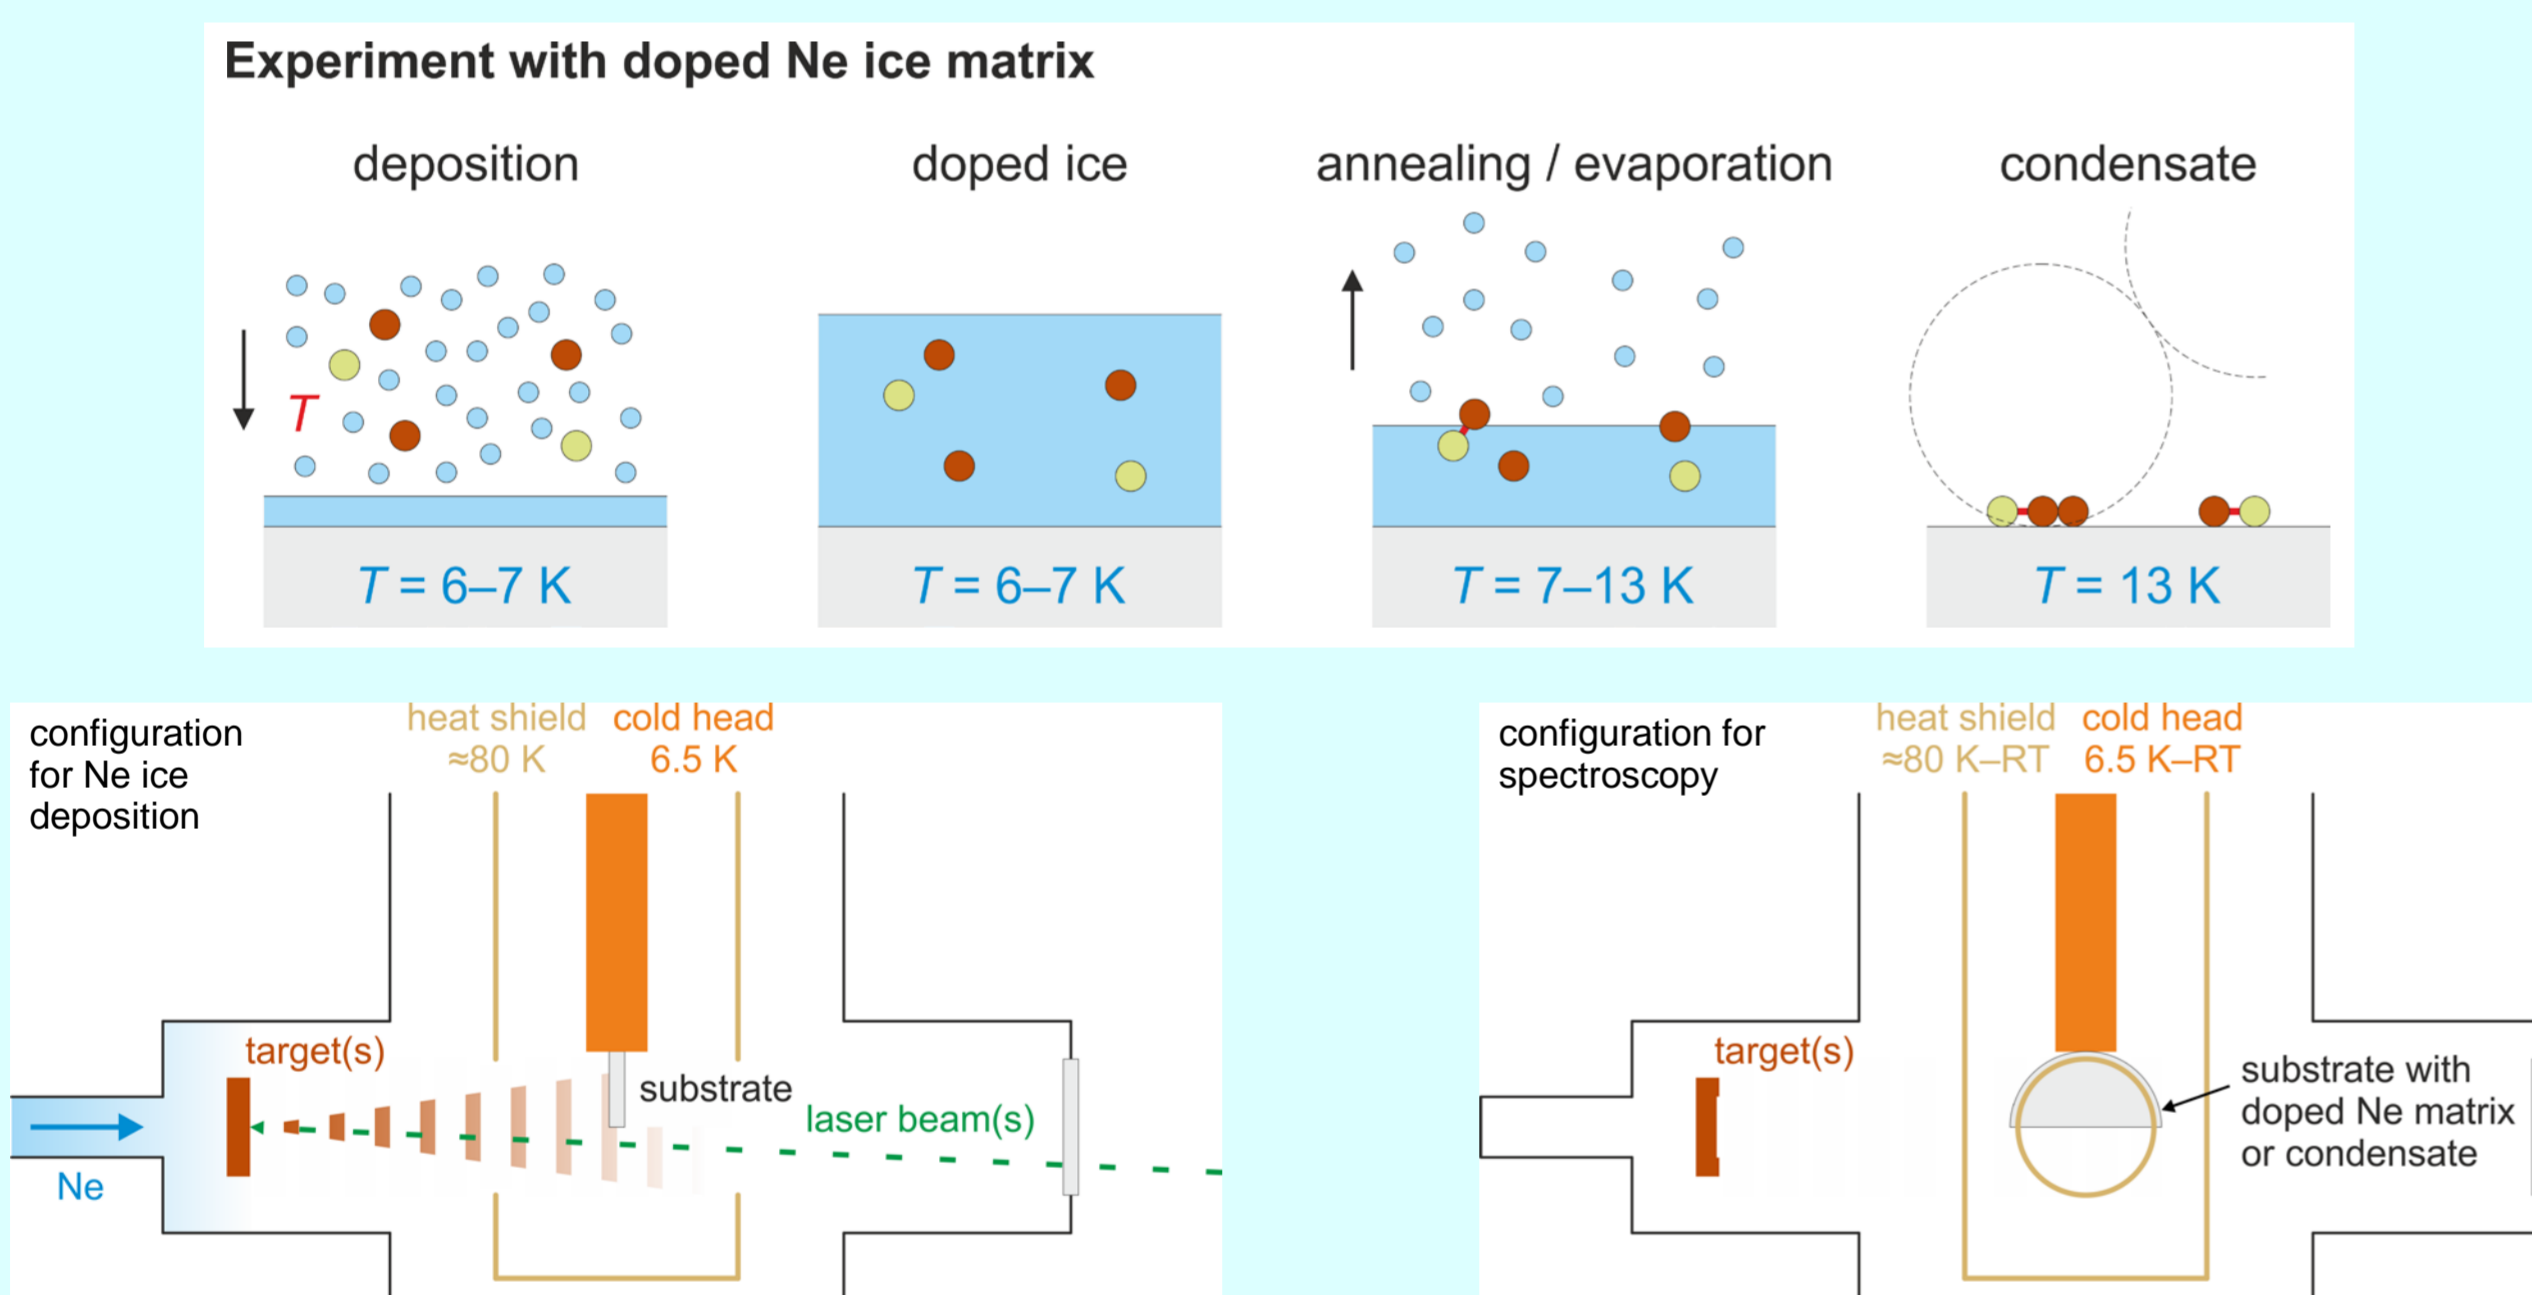 Experiment with doped Ne ice matrix
deposition
doped ice
annealing / evaporation
condensate
T
T = 6–7 K
T = 6–7 K
T = 7–13 K
T = 13 K
configuration
for Ne ice
deposition
heat shield
≈80 K
cold head
6.5 K
target(s)
substrate
laser beam(s)
Ne
configuration for
spectroscopy
heat shield
≈80 K–RT
cold head
6.5 K–RT
target(s)
substrate with
doped Ne matrix
or condensate